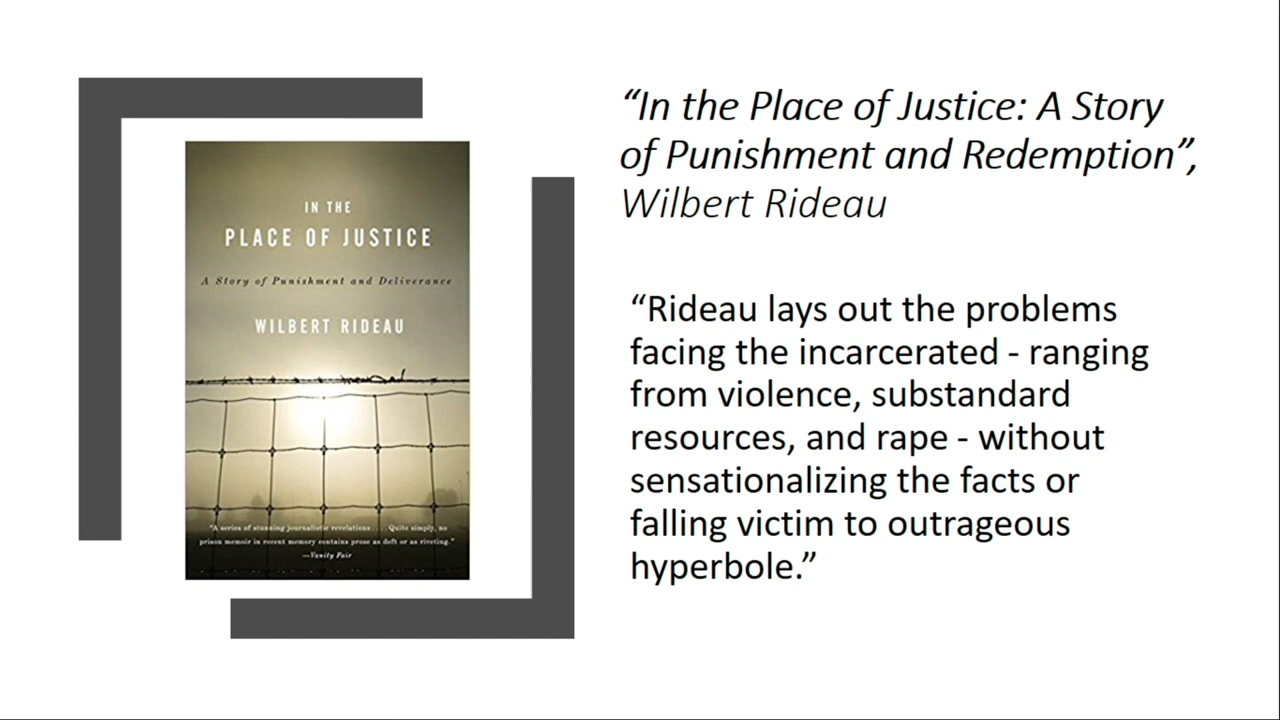 IN THE
PLACE OF JUSTICE
A Story of Punishment and Deliverance
WILBERT RIDEAU
"A series of stunning journalistic revelations . . . . Quite simply, no
prison memoir in recent memory contains prose as deft or as riveting."
—Vanity Fair
“In the Place of Justice: A Story
of Punishment and Redemption”,
Wilbert Rideau
“Rideau lays out the problems
facing the incarcerated - ranging
from violence, substandard
resources, and rape - without
sensationalizing the facts or
falling victim to outrageous
hyperbole.”